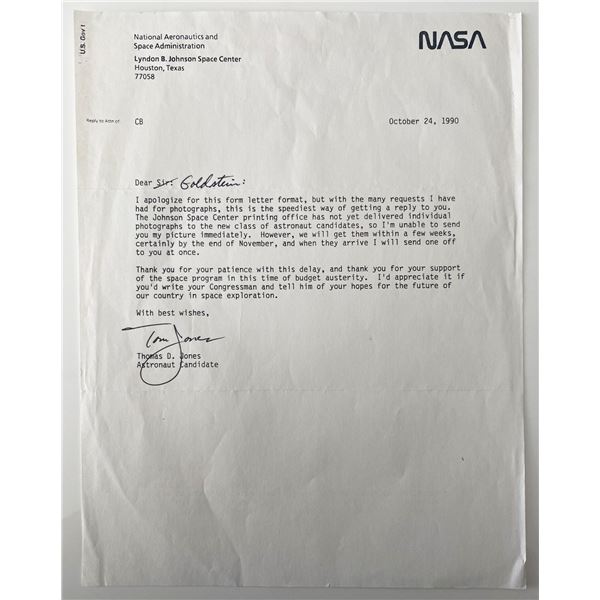 U.S. Gov't
National Aeronautics and
Space Administration
NASA
Lyndon B. Johnson Space Center
Houston, Texas
77058
Reply to Attn of: CB
October 24, 1990
Dear Sir: Goldstein:
I apologize for this form letter format, but with the many requests I have
had for photographs, this is the speediest way of getting a reply to you.
The Johnson Space Center printing office has not yet delivered individual
photographs to the new class of astronaut candidates, so I'm unable to send
you my picture immediately. However, we will get them within a few weeks,
certainly by the end of November, and when they arrive I will send one off
to you at once.
Thank you for your patience with this delay, and thank you for your support
of the space program in this time of budget austerity. I'd appreciate it if
you'd write your Congressman and tell him of your hopes for the future of
our country in space exploration.
With best wishes,
Tom Jones
Thomas D. Jones
Astronaut Candidate